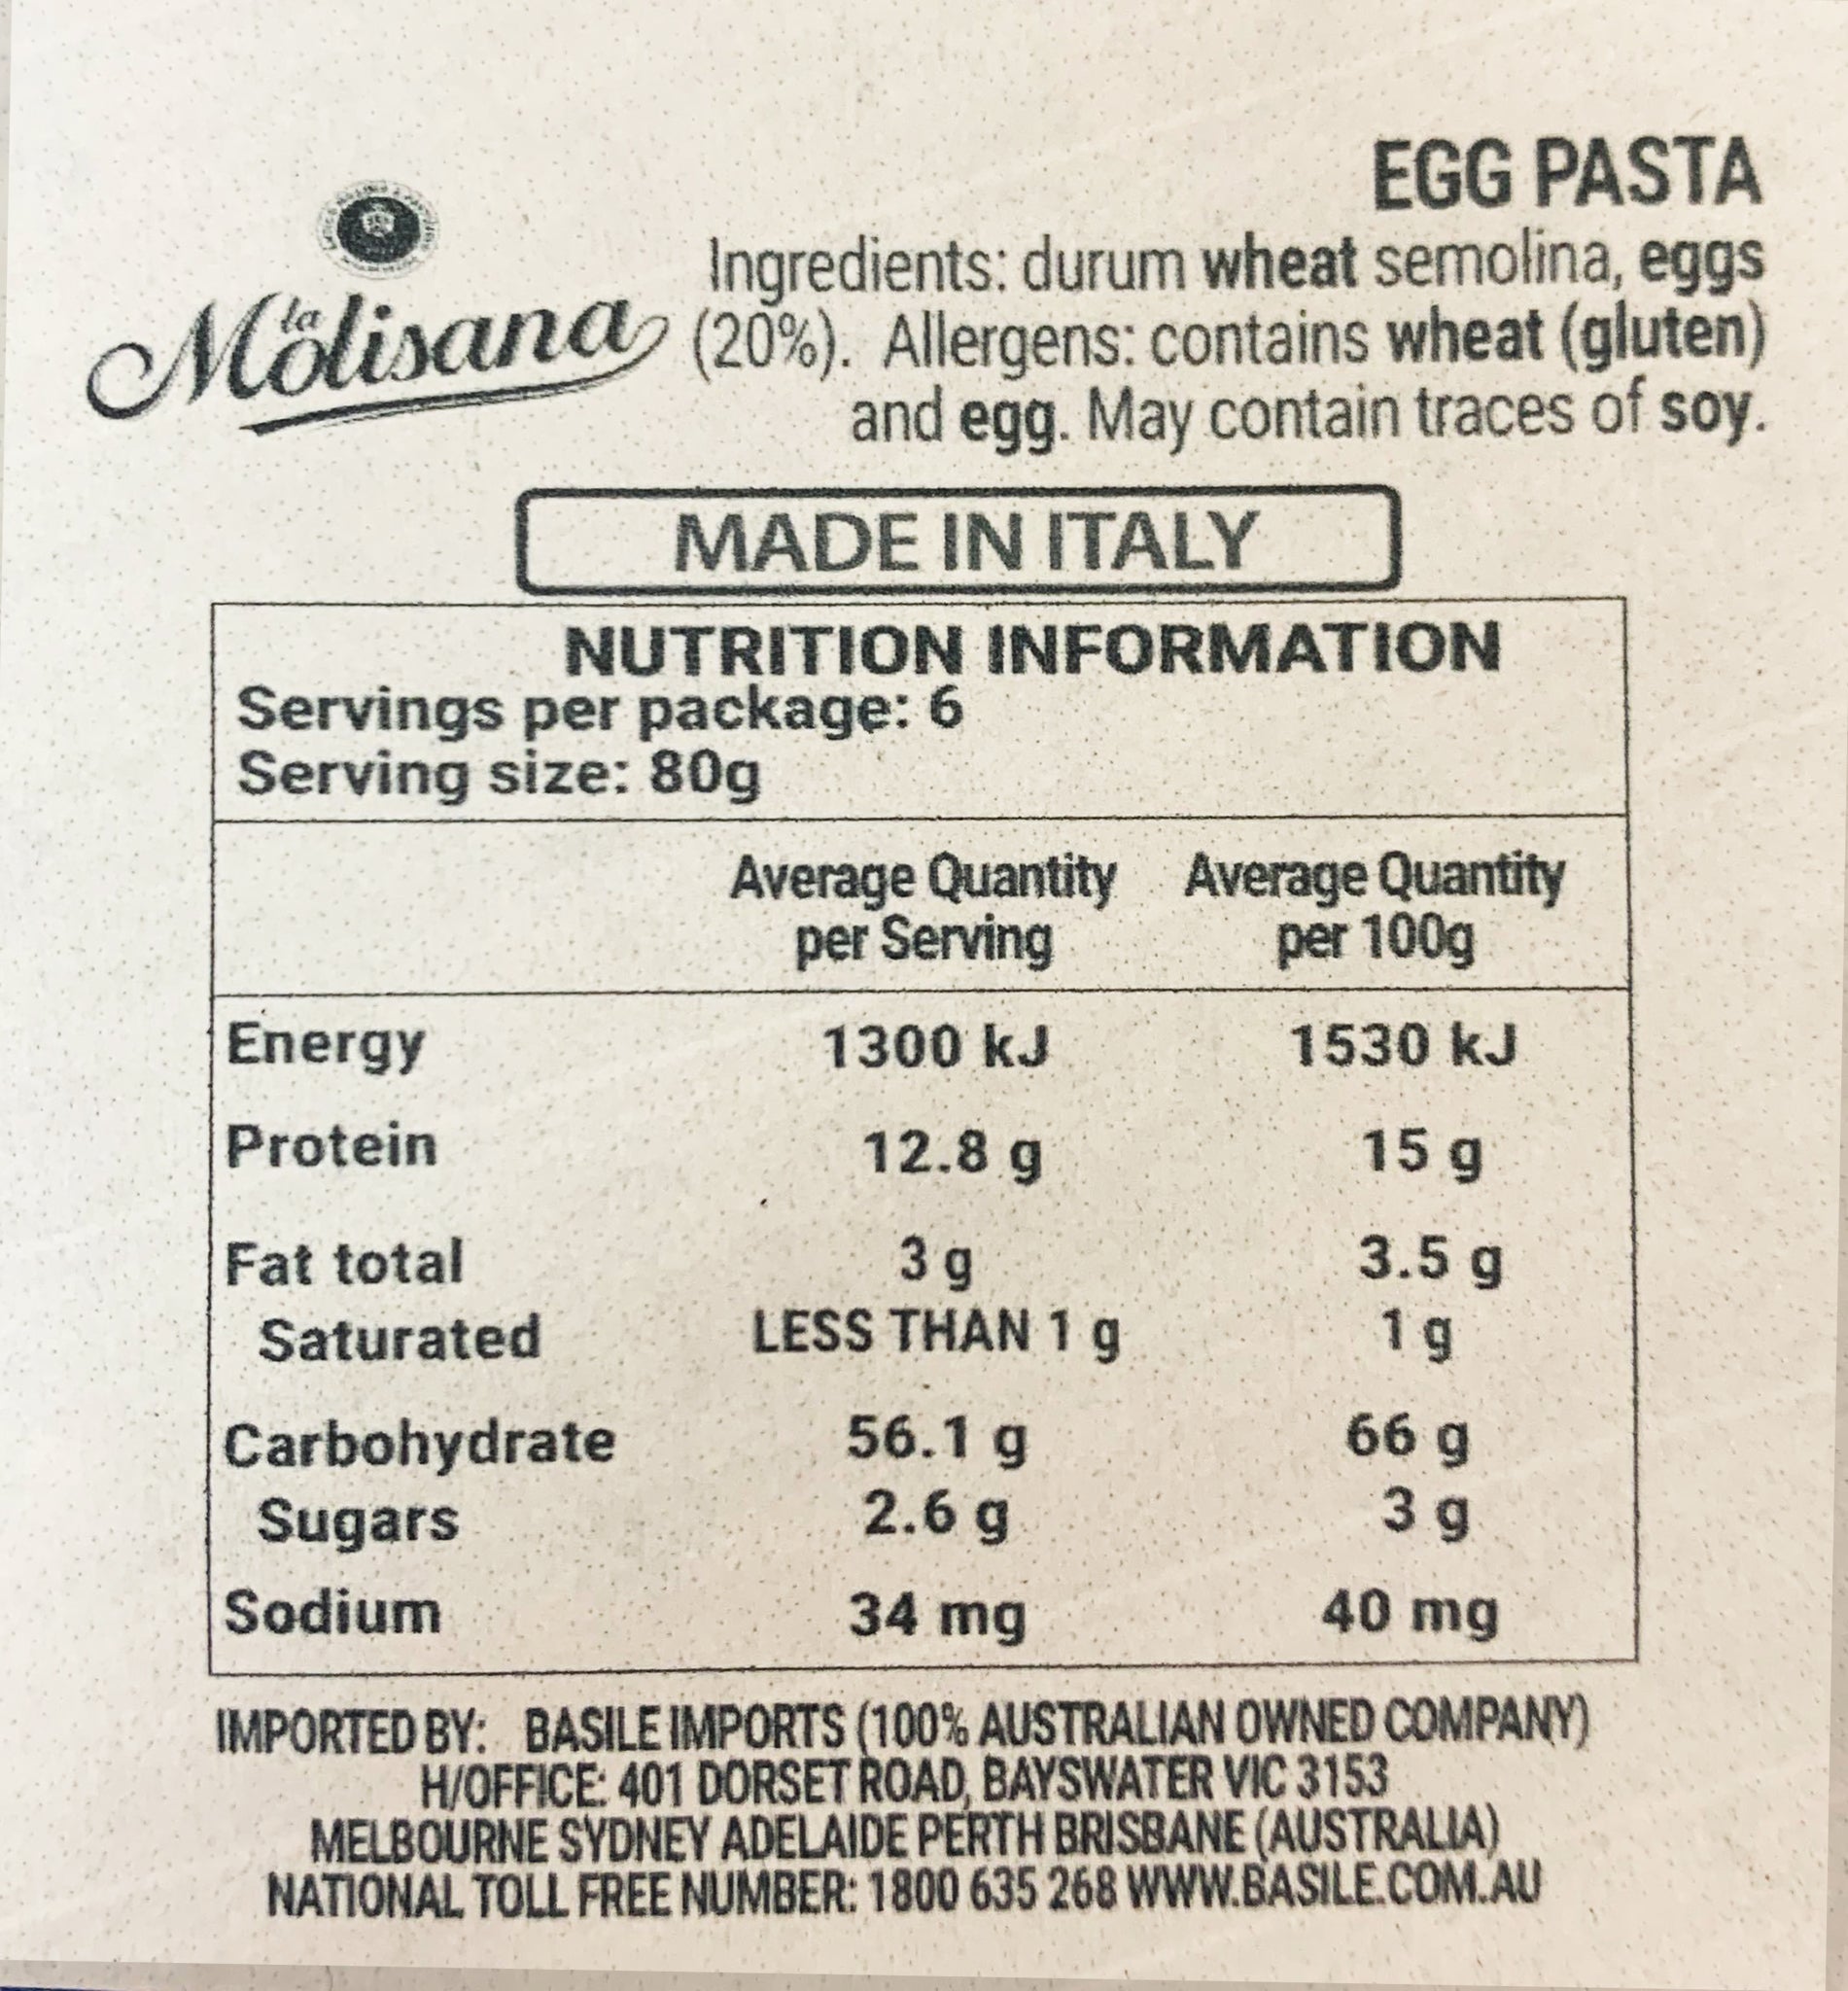 EGG PASTA
la
Molisana
Ingredients: durum wheat semolina, eggs
(20%). Allergens: contains wheat (gluten)
and egg. May contain traces of soy.
MADE IN ITALY
NUTRITION INFORMATION
Servings per package: 6
Serving size: 80g
Average Quantity per Serving Average Quantity per 100g
Energy 1300 kJ 1530 kJ
Protein 12.8 g 15 g
Fat total 3 g 3.5 g
Saturated LESS THAN 1 g 1 g
Carbohydrate 56.1 g 66 g
Sugars 2.6 g 3 g
Sodium 34 mg 40 mg
IMPORTED BY: BASILE IMPORTS (100% AUSTRALIAN OWNED COMPANY)
H/OFFICE: 401 DORSET ROAD, BAYSWATER VIC 3153
MELBOURNE SYDNEY ADELAIDE PERTH BRISBANE (AUSTRALIA)
NATIONAL TOLL FREE NUMBER: 1800 635 268 WWW.BASILE.COM.AU